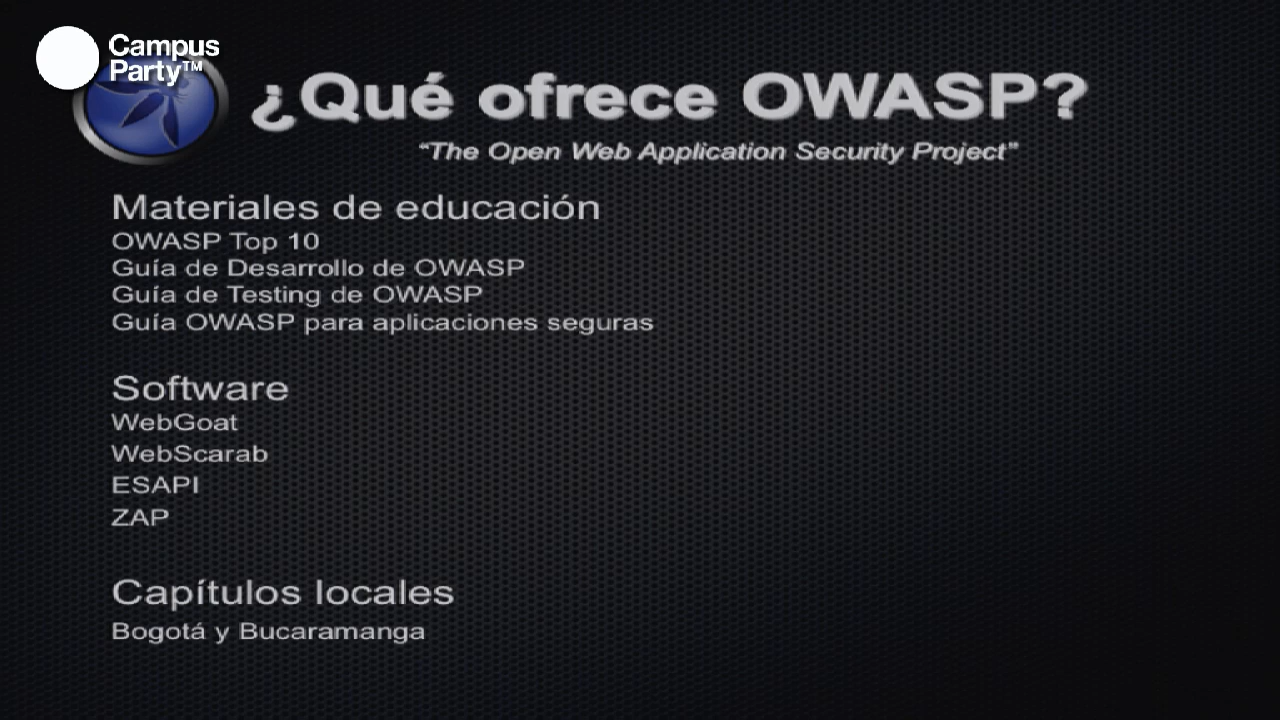 Campus
Party™
¿Qué ofrece OWASP?
“The Open Web Application Security Project”
Materiales de educación
OWASP Top 10
Guía de Desarrollo de OWASP
Guía de Testing de OWASP
Guía OWASP para aplicaciones seguras
Software
WebGoat
WebScarab
ESAPI
ZAP
Capítulos locales
Bogotá y Bucaramanga